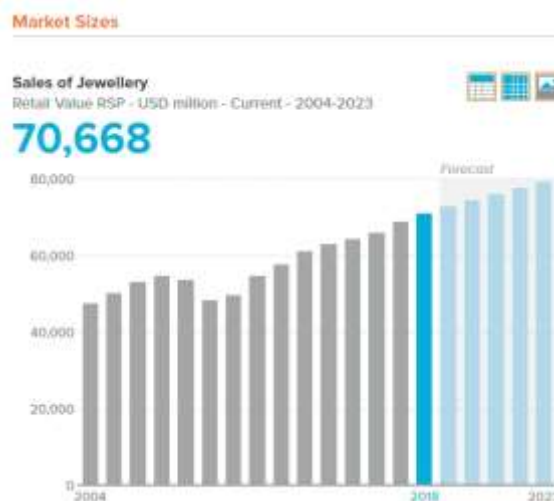 Market Sizes
Sales of Jewellery
Retail Value RSP - USD million - Current - 2004-2023
70,668
Forecast
80,000
60,000
40,000
20,000
0
2004
2018